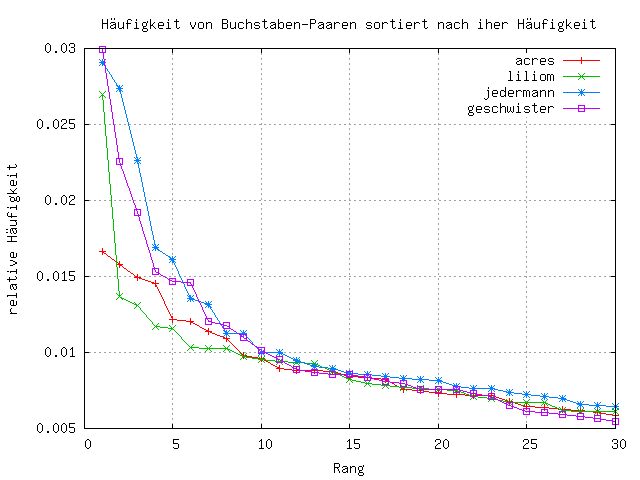 Häufigkeit von Buchstaben-Paaren sortiert nach iher Häufigkeit
0.03
acres
liliom
jedermann
geschwister
0.025
0.02
0.015
0.01
0.005
relative Häufigkeit
0 5 10 15 20 25 30
Rang